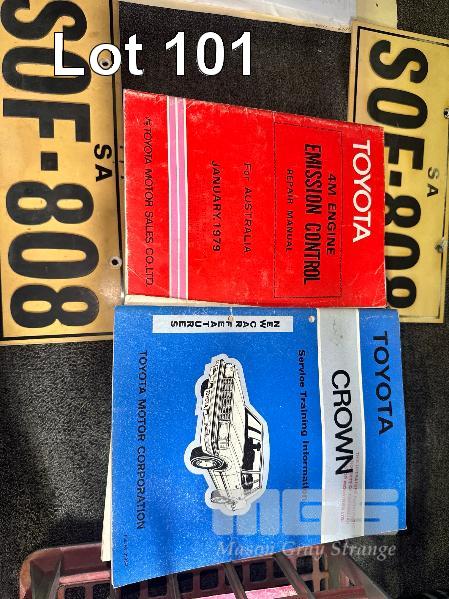 Lot 101
SOF-808
SA
SOF-808
SA
TOYOTA
4M ENGINE
EMISSION CONTROL
REPAIR MANUAL
For AUSTRALIA
JANUARY, 1979
TOYOTA MOTOR SALES CO., LTD.
TOYOTA
CROWN
Service Training Information
NEW CAR FEATURES
TOYOTA MOTOR CORPORATION
MGS
Mason Gray Strange